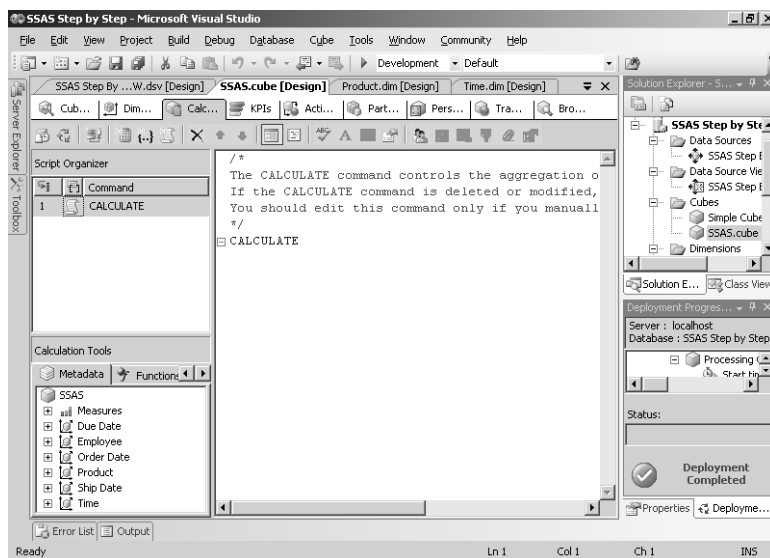 SSAS Step by Step - Microsoft Visual Studio
File Edit View Project Build Debug Database Cube Tools Window Community Help
Development Default
SSAS Step By ...W.dsv [Design] SSAS.cube [Design] Product.dim [Design] Time.dim [Design]
Cub... Dim... Calc... KPIs Acti... Part... Pers... Tra... Bro...
Server Explorer
Toolbox
Script Organizer
Command
1 CALCULATE
Calculation Tools
Metadata Functions
SSAS
Measures
Due Date
Employee
Order Date
Product
Ship Date
Time
/*
The CALCULATE command controls the aggregation o
If the CALCULATE command is deleted or modified,
You should edit this command only if you manuall
*/
CALCULATE
Solution Explorer - S...
SSAS Step by Ste
Data Sources
SSAS Step B
Data Source Vie
SSAS Step B
Cubes
Simple Cube
SSAS.cube
Dimensions
Solution E... Class View
Deployment Progres...
Server : localhost
Database : SSAS Step by Step
Processing
Start tim
Status:
Deployment
Completed
Properties Deployme...
Error List Output
Ready Ln 1 Col 1 Ch 1 INS